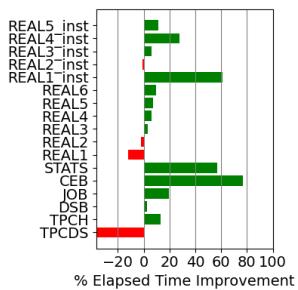 REAL5_inst
REAL4_inst
REAL3_inst
REAL2_inst
REAL1_inst
REAL6
REAL5
REAL4
REAL3
REAL2
REAL1
STATS
CEB
JOB
DSB
TPCH
TPCDS
−20 0 20 40 60 80 100
% Elapsed Time Improvement